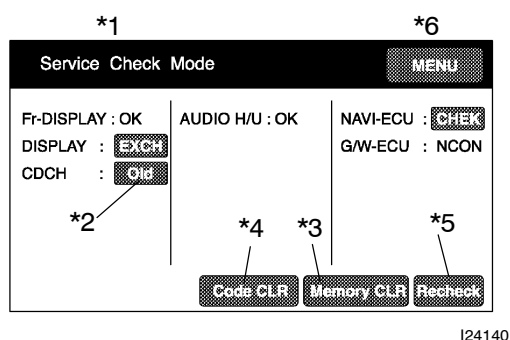 *1 *6
Service Check Mode MENU
Fr-DISPLAY : OK AUDIO H/U : OK NAVI-ECU : CHEK
DISPLAY : EXCH G/W-ECU : NCON
CDCH : Old
*2 *4 *3 *5
Code CLR Memory CLR Recheck
I24140